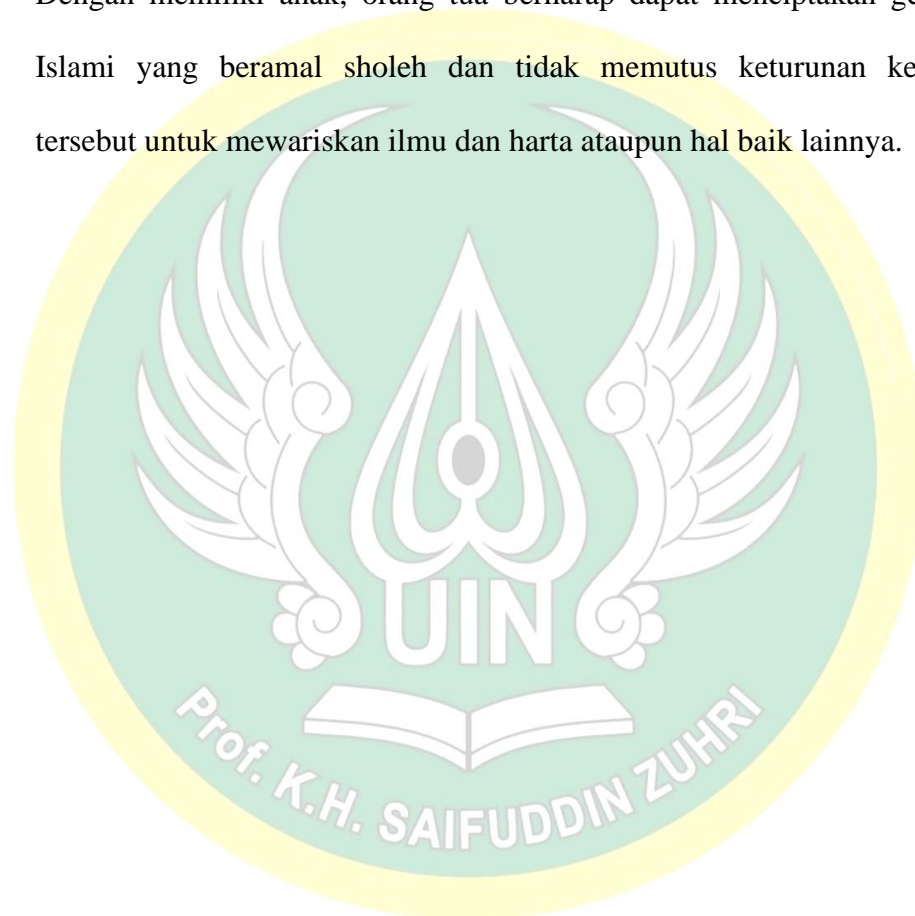 Islami yang beramal sholeh dan tidak memutus keturunan ke
tersebut untuk mewariskan ilmu dan harta ataupun hal baik lainnya.
UIN
Prof. K.H. SAIFUDDIN ZUHRI